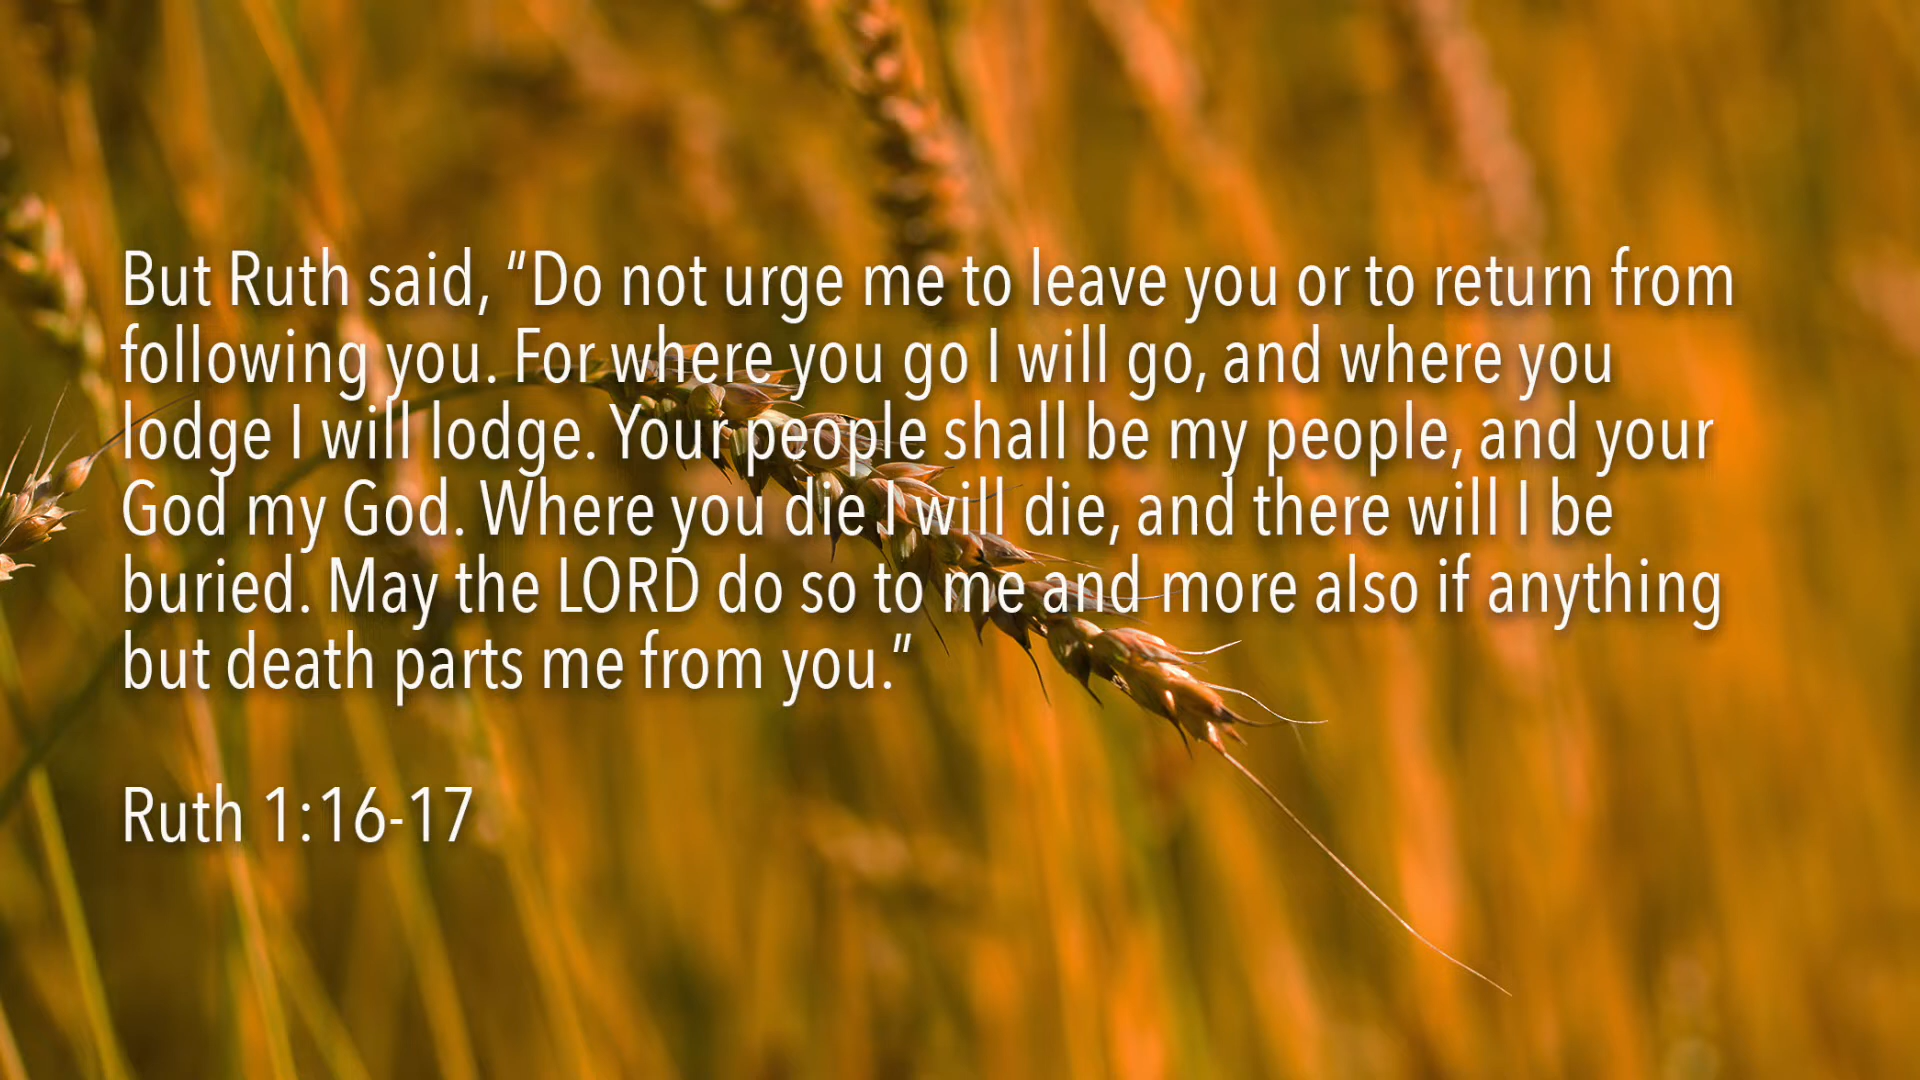 But Ruth said, “Do not urge me to leave you or to return from
following you. For where you go I will go, and where you
lodge I will lodge. Your people shall be my people, and your
God my God. Where you die I will die, and there will I be
buried. May the LORD do so to me and more also if anything
but death parts me from you.”
Ruth 1:16-17